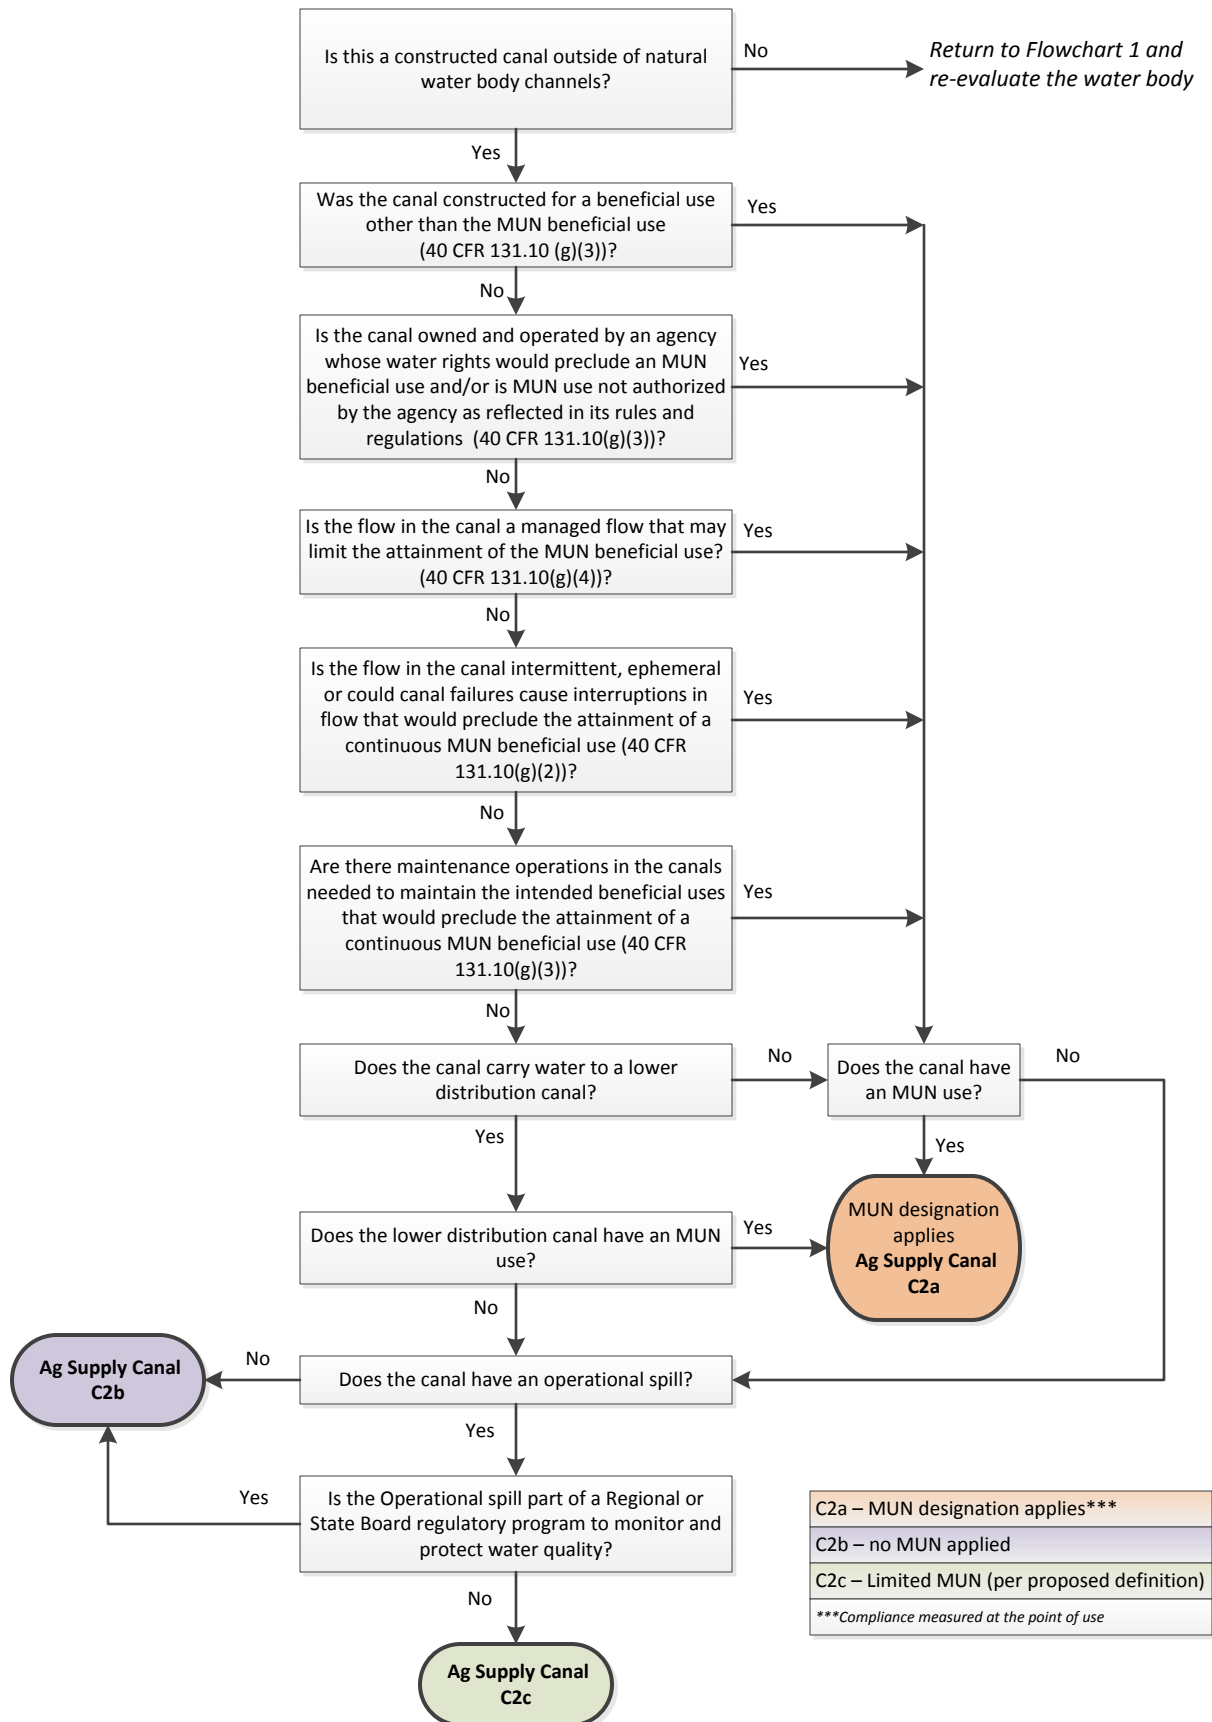 Is this a constructed canal outside of natural
water body channels?
No
Return to Flowchart 1 and
re-evaluate the water body
Yes
Was the canal constructed for a beneficial use
other than the MUN beneficial use
(40 CFR 131.10 (g)(3))?
Yes
No
Is the canal owned and operated by an agency
whose water rights would preclude an MUN
beneficial use and/or is MUN use not authorized
by the agency as reflected in its rules and
regulations (40 CFR 131.10(g)(3))?
Yes
No
Is the flow in the canal a managed flow that may
limit the attainment of the MUN beneficial use?
(40 CFR 131.10(g)(4))?
Yes
No
Is the flow in the canal intermittent, ephemeral
or could canal failures cause interruptions in
flow that would preclude the attainment of a
continuous MUN beneficial use (40 CFR
131.10(g)(2))?
Yes
No
Are there maintenance operations in the canals
needed to maintain the intended beneficial uses
that would preclude the attainment of a
continuous MUN beneficial use (40 CFR
131.10(g)(3))?
Yes
No
Does the canal carry water to a lower
distribution canal?
No
Does the canal have
an MUN use?
No
Yes
Yes
MUN designation
applies
Ag Supply Canal
C2a
Does the lower distribution canal have an MUN
use?
Yes
No
Ag Supply Canal
C2b
No
Does the canal have an operational spill?
Yes
Yes
Is the Operational spill part of a Regional or
State Board regulatory program to monitor and
protect water quality?
No
Ag Supply Canal
C2c
C2a – MUN designation applies***
C2b – no MUN applied
C2c – Limited MUN (per proposed definition)
***Compliance measured at the point of use